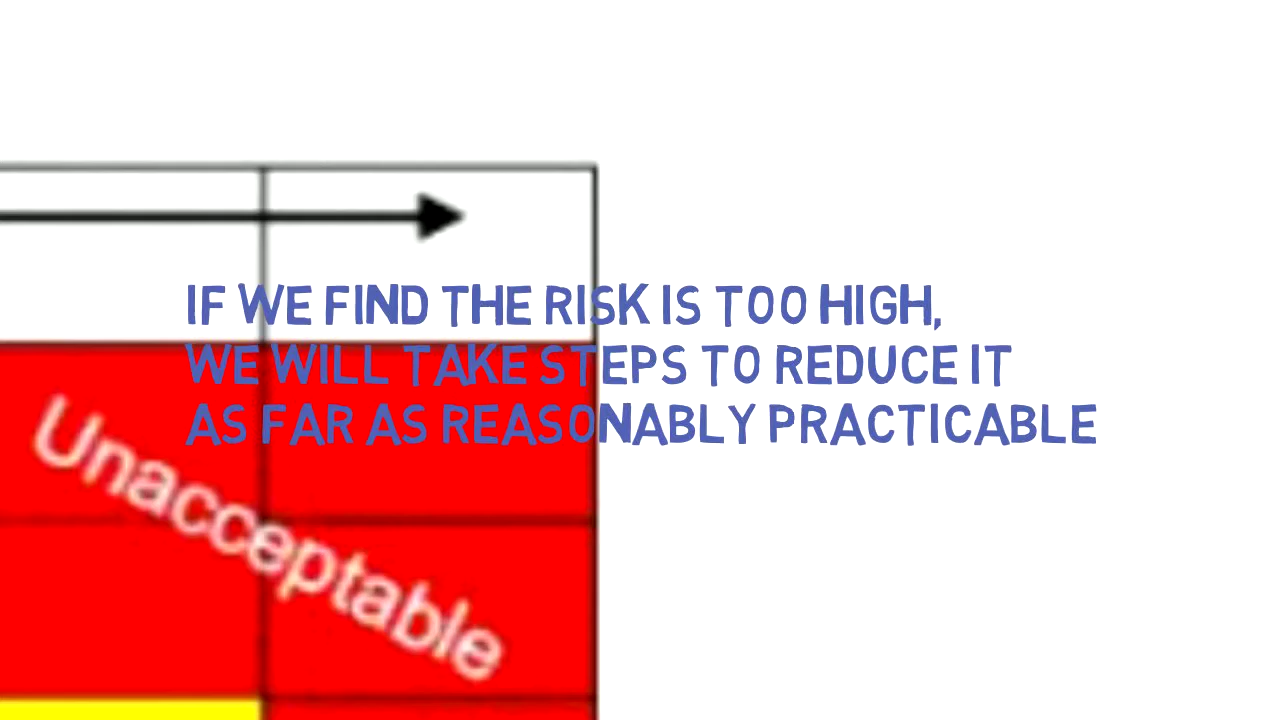 IF WE FIND THE RISK IS TOO HIGH,
WE WILL TAKE STEPS TO REDUCE IT
AS FAR AS REASONABLY PRACTICABLE
Unacceptable